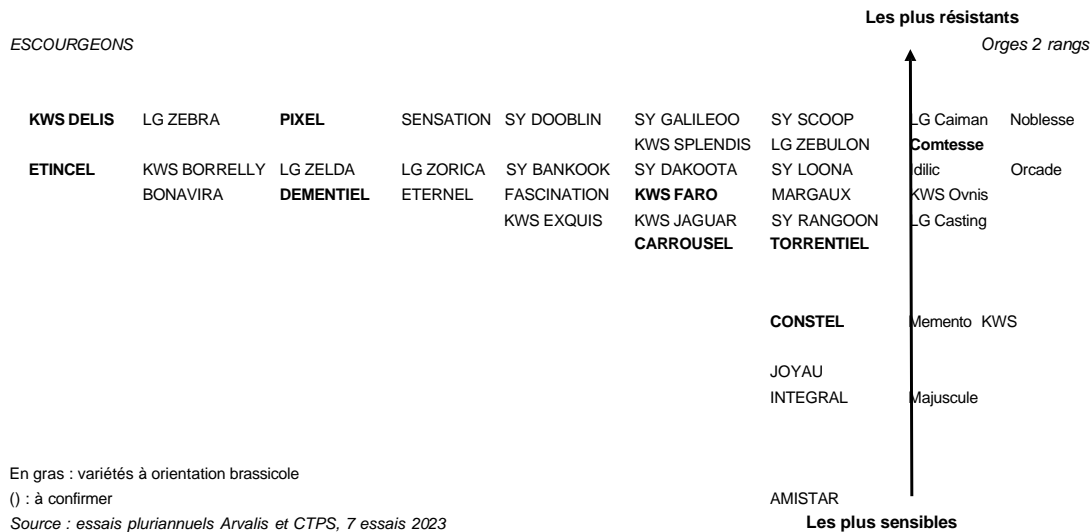 Les plus résistants
ESCOURGEONS Orges 2 rangs
KWS DELIS LG ZEBRA PIXEL SENSATION SY DOOBLIN SY GALILEOO SY SCOOP LG Caiman Noblesse
KWS SPLENDIS LG ZEBULON Comtesse
ETINCEL KWS BORRELLY LG ZELDA LG ZORICA SY BANKOOK SY DAKOOTA SY LOONA Idilic Orcade
BONAVIRA DEMENTIEL ETERNEL FASCINATION KWS FARO MARGAUX KWS Ovnis
KWS EXQUIS KWS JAGUAR SY RANGOON LG Casting
CARROUSEL TORRENTIEL
CONSTEL Memento KWS
JOYAU
INTEGRAL Majuscule
En gras : variétés à orientation brassicole
() : à confirmer AMISTAR
Source : essais pluriannuels Arvalis et CTPS, 7 essais 2023 Les plus sensibles